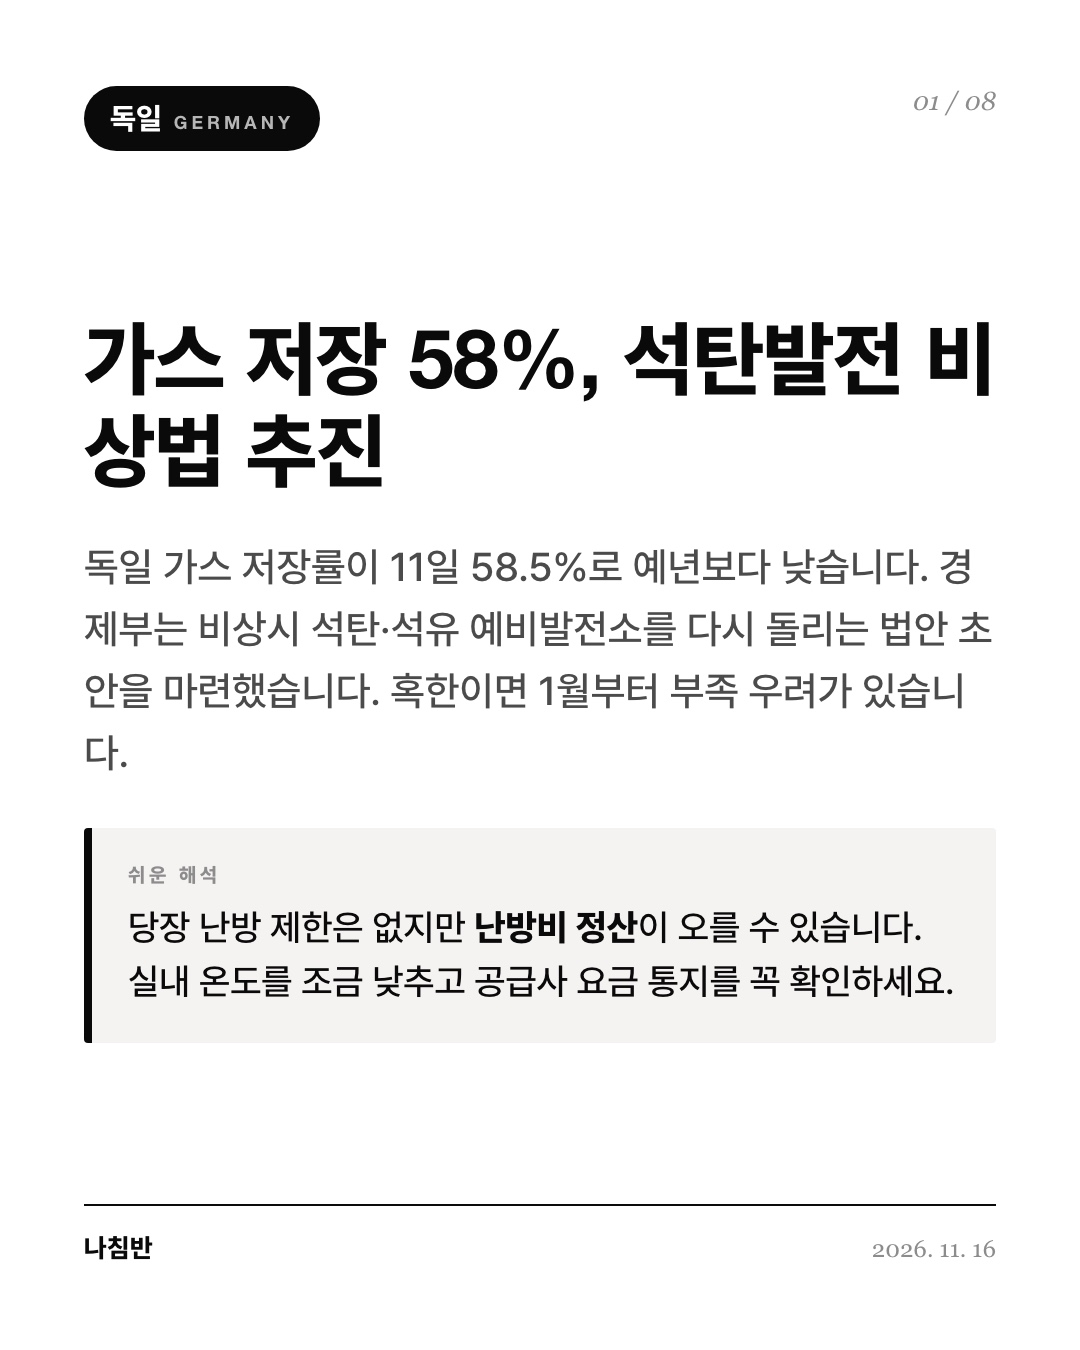 독일 GERMANY
01 / 08
가스 저장 58%, 석탄발전 비
상법 추진
독일 가스 저장률이 11일 58.5%로 예년보다 낮습니다. 경
제부는 비상시 석탄·석유 예비발전소를 다시 돌리는 법안 초
안을 마련했습니다. 혹한이면 1월부터 부족 우려가 있습니
다.
쉬운 해석
당장 난방 제한은 없지만 난방비 정산이 오를 수 있습니다.
실내 온도를 조금 낮추고 공급사 요금 통지를 꼭 확인하세요.
나침반
2026. 11. 16